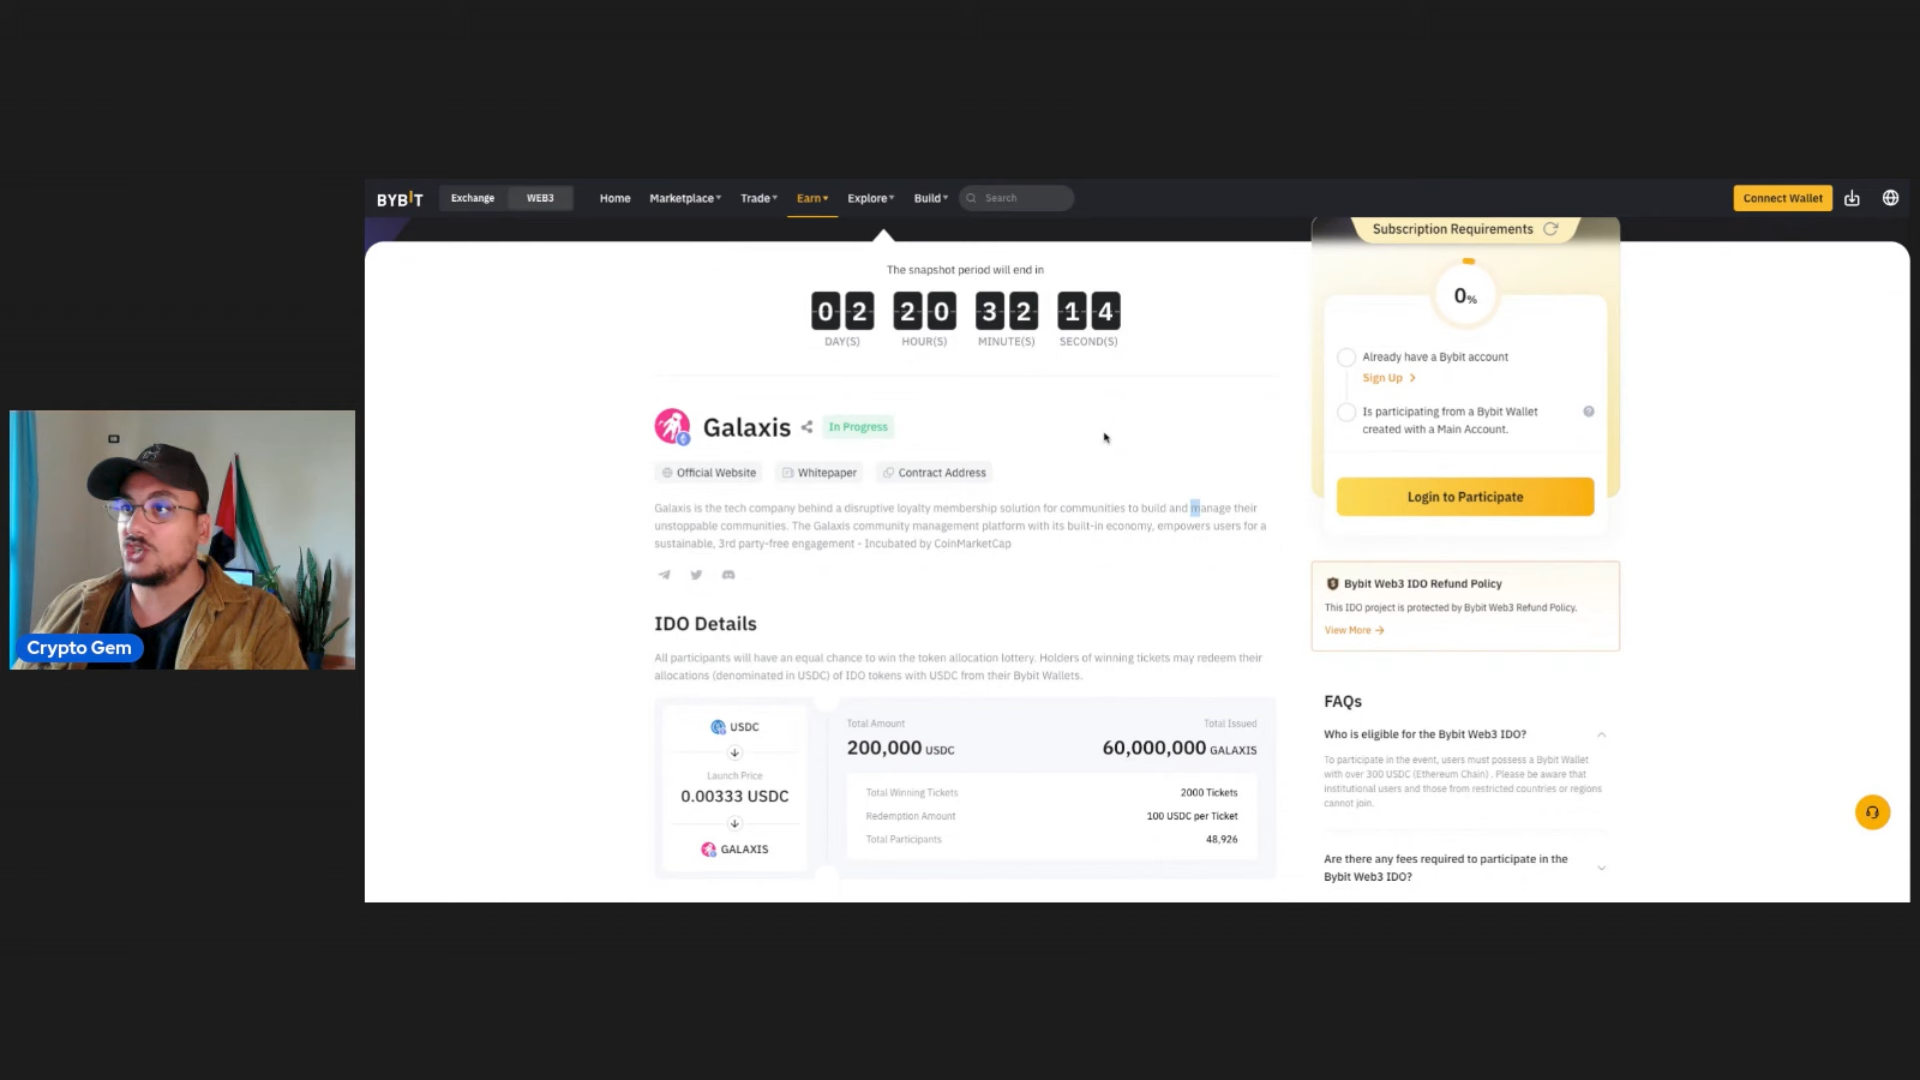 BYBIT
Exchange
WEB3
Home
Marketplace
Trade
Earn
Explore
Build
Search
Connect Wallet
The snapshot period will end in
02 20 32 14
DAY(S) HOUR(S) MINUTE(S) SECOND(S)
Galaxis
In Progress
Official Website
Whitepaper
Contract Address
Galaxis is the tech company behind a disruptive loyalty membership solution for communities to build and manage their
unstoppable communities. The Galaxis community management platform with its built-in economy, empowers users for a
sustainable, 3rd party-free engagement - Incubated by CoinMarketCap
IDO Details
All participants will have an equal chance to win the token allocation lottery. Holders of winning tickets may redeem their
allocations (denominated in USDC) of IDO tokens with USDC from their Bybit Wallets.
USDC
Launch Price
0.00333 USDC
GALAXIS
Total Amount
200,000 USDC
Total Issued
60,000,000 GALAXIS
Total Winning Tickets 2000 Tickets
Redemption Amount 100 USDC per Ticket
Total Participants 48,926
Subscription Requirements
0%
Already have a Bybit account
Sign Up >
Is participating from a Bybit Wallet
created with a Main Account.
?
Login to Participate
Bybit Web3 IDO Refund Policy
This IDO project is protected by Bybit Web3 Refund Policy.
View More →
FAQs
Who is eligible for the Bybit Web3 IDO?
To participate in the event, users must possess a Bybit Wallet
with over 300 USDC (Ethereum Chain) . Please be aware that
institutional users and those from restricted countries or regions
cannot join.
Are there any fees required to participate in the
Bybit Web3 IDO?
Crypto Gem